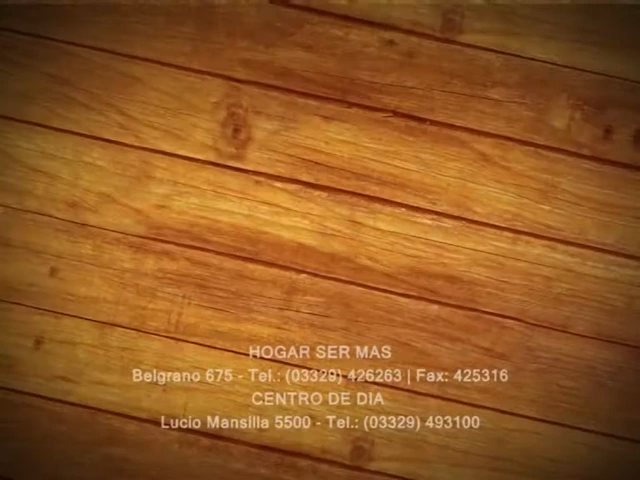 HOGAR SER MAS
Belgrano 675 - Tel.: (03329) 426263 | Fax: 425316
CENTRO DE DIA
Lucio Mansilla 5500 - Tel.: (03329) 493100